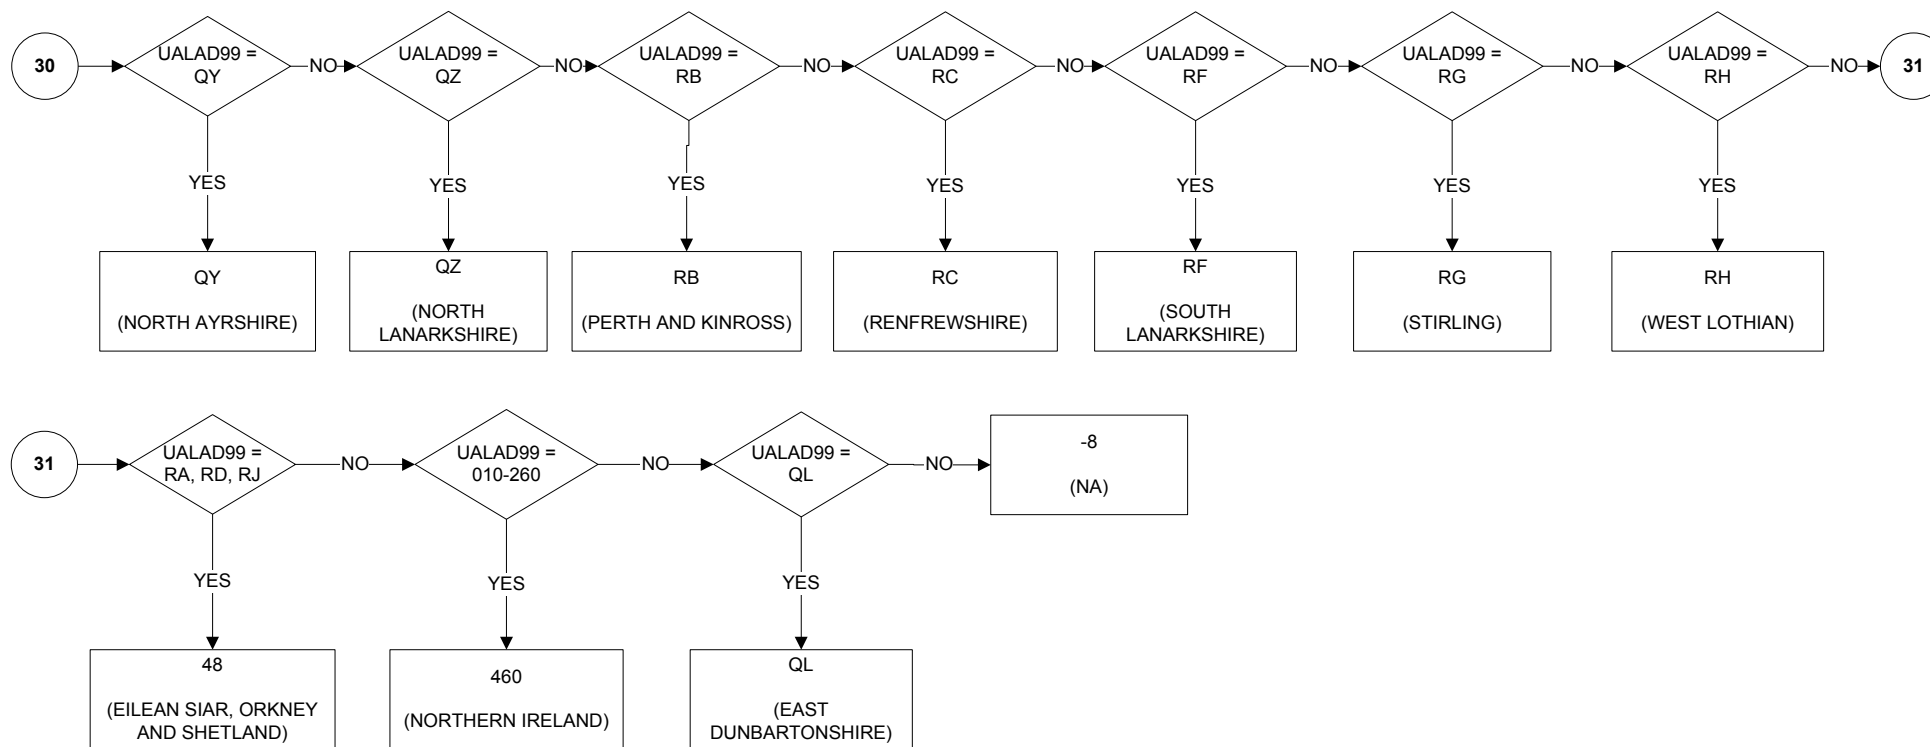 30
UALAD99 =
QY
NO
UALAD99 =
QZ
NO
UALAD99 =
RB
NO
UALAD99 =
RC
NO
UALAD99 =
RF
NO
UALAD99 =
RG
NO
UALAD99 =
RH
NO
31
YES
YES
YES
YES
YES
YES
YES
QY
(NORTH AYRSHIRE)
QZ
(NORTH
LANARKSHIRE)
RB
(PERTH AND KINROSS)
RC
(RENFREWSHIRE)
RF
(SOUTH
LANARKSHIRE)
RG
(STIRLING)
RH
(WEST LOTHIAN)
31
UALAD99 =
RA, RD, RJ
NO
UALAD99 =
010-260
NO
UALAD99 =
QL
NO
-8
(NA)
YES
YES
YES
48
(EILEAN SIAR, ORKNEY
AND SHETLAND)
460
(NORTHERN IRELAND)
QL
(EAST
DUNBARTONSHIRE)